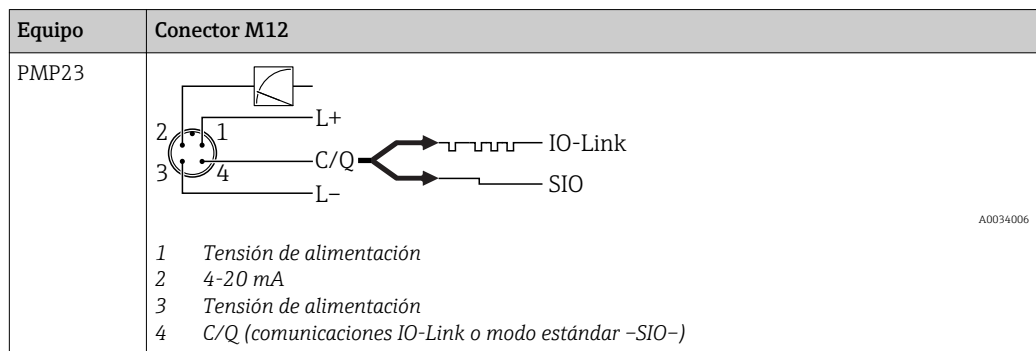 Equipo Conector M12
PMP23
L+
2 1
IO-Link
C/Q
3 4
SIO
L–
A0034006
1 Tensión de alimentación
2 4-20 mA
3 Tensión de alimentación
4 C/Q (comunicaciones IO-Link o modo estándar –SIO–)